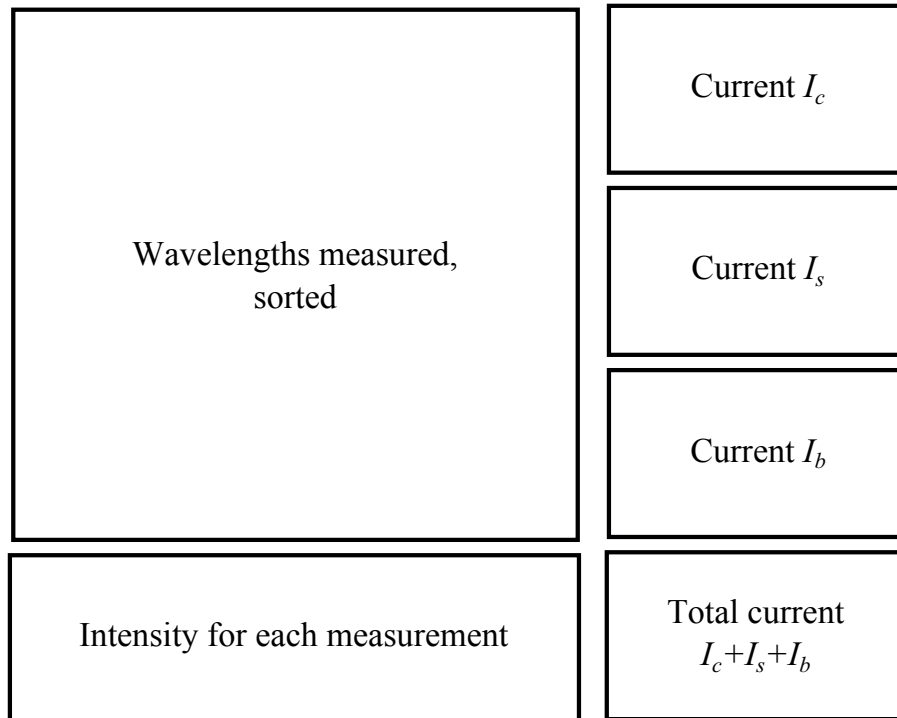 Wavelengths measured,
sorted
Intensity for each measurement
Current I_c
Current I_s
Current I_b
Total current
I_c+I_s+I_b